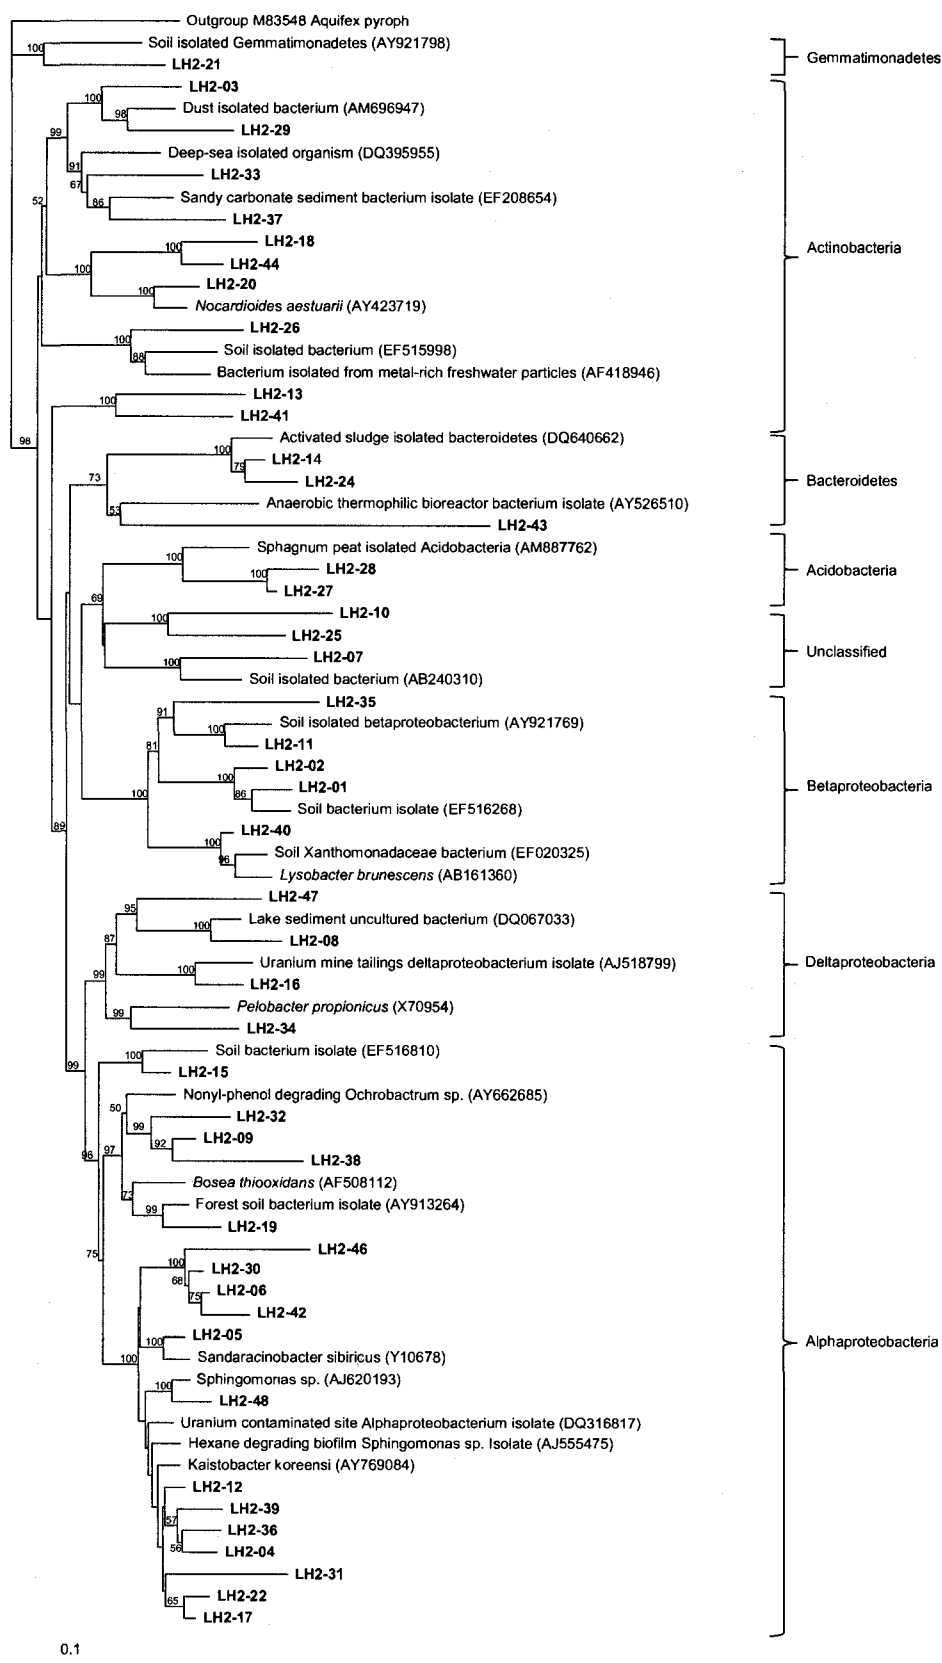 Outgroup M83548 Aquifex pyroph
Soil isolated Gemmatimonadetes (AY921798)
100
Gemmatimonadetes
LH2-21
LH2-03
100
Dust isolated bacterium (AM696947)
98
LH2-29
99
Deep-sea isolated organism (DQ395955)
91
LH2-33
67
Sandy carbonate sediment bacterium isolate (EF208654)
86
52
LH2-37
LH2-18
100
Actinobacteria
LH2-44
100
LH2-20
100
Nocardioides aestuarii (AY423719)
LH2-26
100
Soil isolated bacterium (EF515998)
88
Bacterium isolated from metal-rich freshwater particles (AF418946)
LH2-13
100
LH2-41
98
Activated sludge isolated bacteroidetes (DQ640662)
100
LH2-14
79
73
LH2-24
Bacteroidetes
Anaerobic thermophilic bioreactor bacterium isolate (AY526510)
53
LH2-43
Sphagnum peat isolated Acidobacteria (AM887762)
100
LH2-28
100
Acidobacteria
LH2-27
69
LH2-10
100
LH2-25
Unclassified
LH2-07
100
Soil isolated bacterium (AB240310)
LH2-35
91
Soil isolated betaproteobacterium (AY921769)
100
LH2-11
81
LH2-02
100
LH2-01
Betaproteobacteria
100
86
Soil bacterium isolate (EF516268)
89
LH2-40
100
Soil Xanthomonadaceae bacterium (EF020325)
96
Lysobacter brunescens (AB161360)
LH2-47
95
Lake sediment uncultured bacterium (DQ067033)
100
LH2-08
87
Uranium mine tailings deltaproteobacterium isolate (AJ518799)
Deltaproteobacteria
100
99
LH2-16
Pelobacter propionicus (X70954)
99
LH2-34
Soil bacterium isolate (EF516810)
100
99
LH2-15
Nonyl-phenol degrading Ochrobactrum sp. (AY662685)
50
LH2-32
99
LH2-09
92
96
97
LH2-38
Bosea thiooxidans (AF508112)
73
Forest soil bacterium isolate (AY913264)
99
LH2-19
75
LH2-46
100
LH2-30
68
LH2-06
75
LH2-42
LH2-05
100
Alphaproteobacteria
100
Sandaracinobacter sibiricus (Y10678)
Sphingomonas sp. (AJ620193)
100
LH2-48
Uranium contaminated site Alphaproteobacterium isolate (DQ316817)
Hexane degrading biofilm Sphingomonas sp. Isolate (AJ555475)
Kaistobacter koreensi (AY769084)
LH2-12
LH2-39
57
LH2-36
56
LH2-04
LH2-31
LH2-22
65
LH2-17
0.1